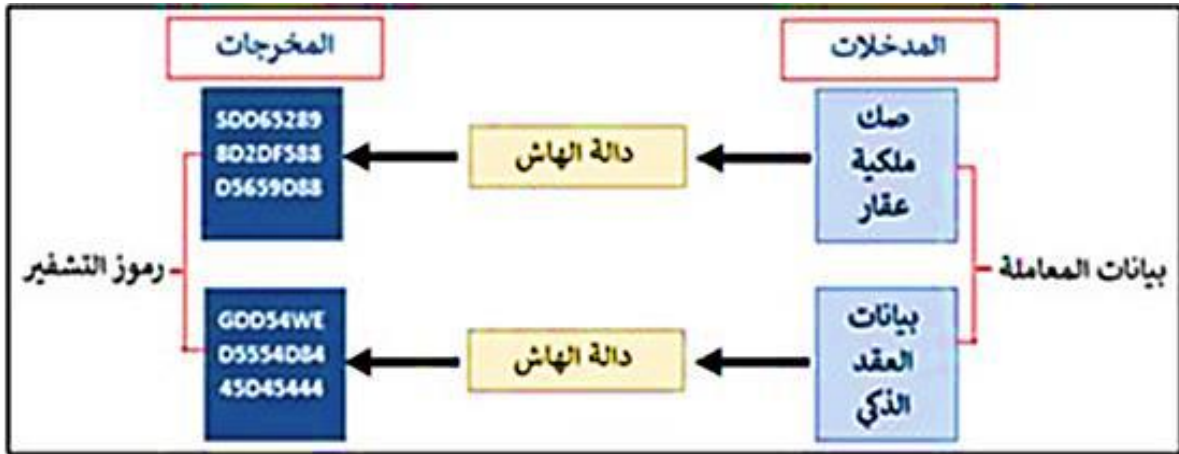 المدخلات
المخرجات
صك
ملكية
عقار
دالة الهاش
SDD65289
8D2DF588
D5659D88
بيانات المعاملة
رموز التشفير
بيانات
العقد
الذكي
دالة الهاش
GDD54WE
D5554D84
45D45444